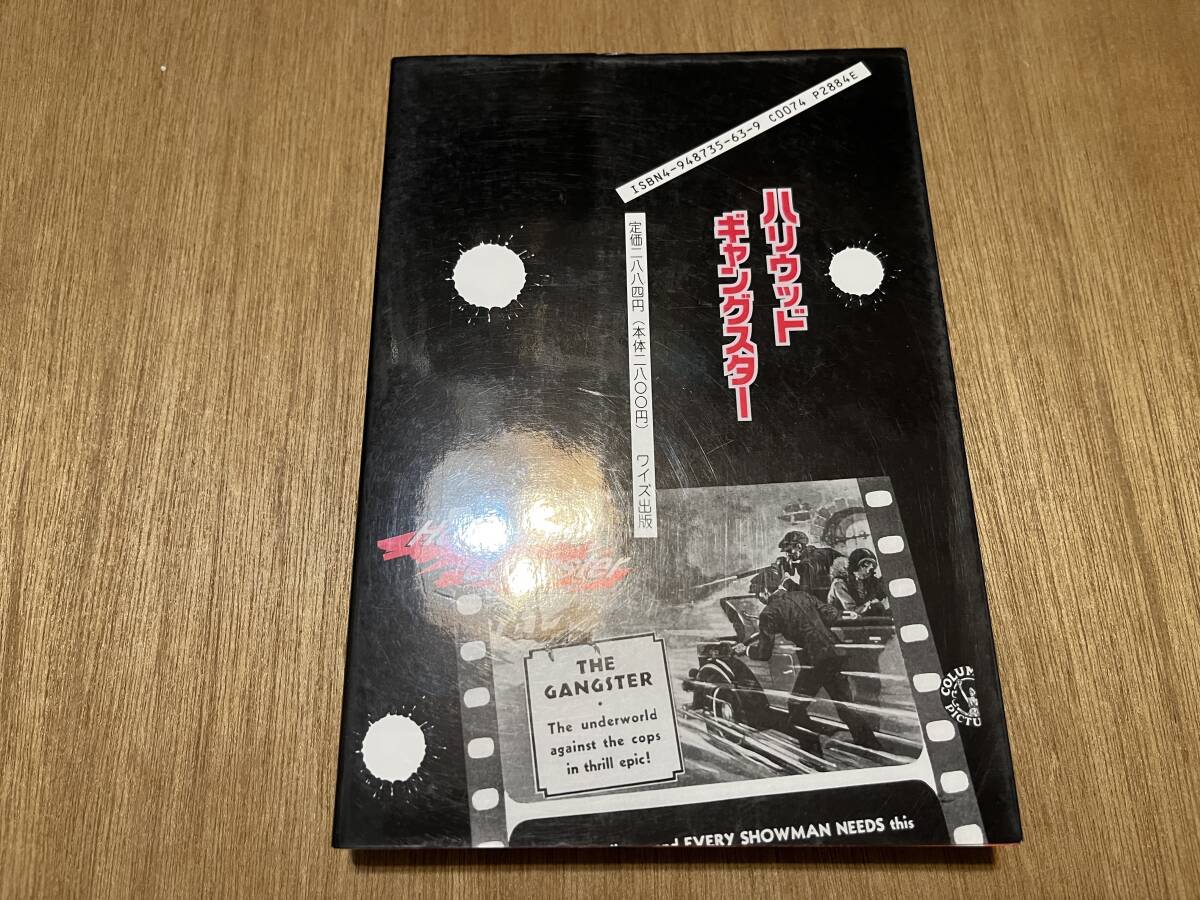 ISBN4-948735-63-9 C0074 P2884E
ハリウッド
ギャングスター
定価二八八四円(本体二八〇〇円) ワイズ出版
THE
GANGSTER
The underworld
against the cops
in thrill epic!
EVERY SHOWMAN NEEDS this